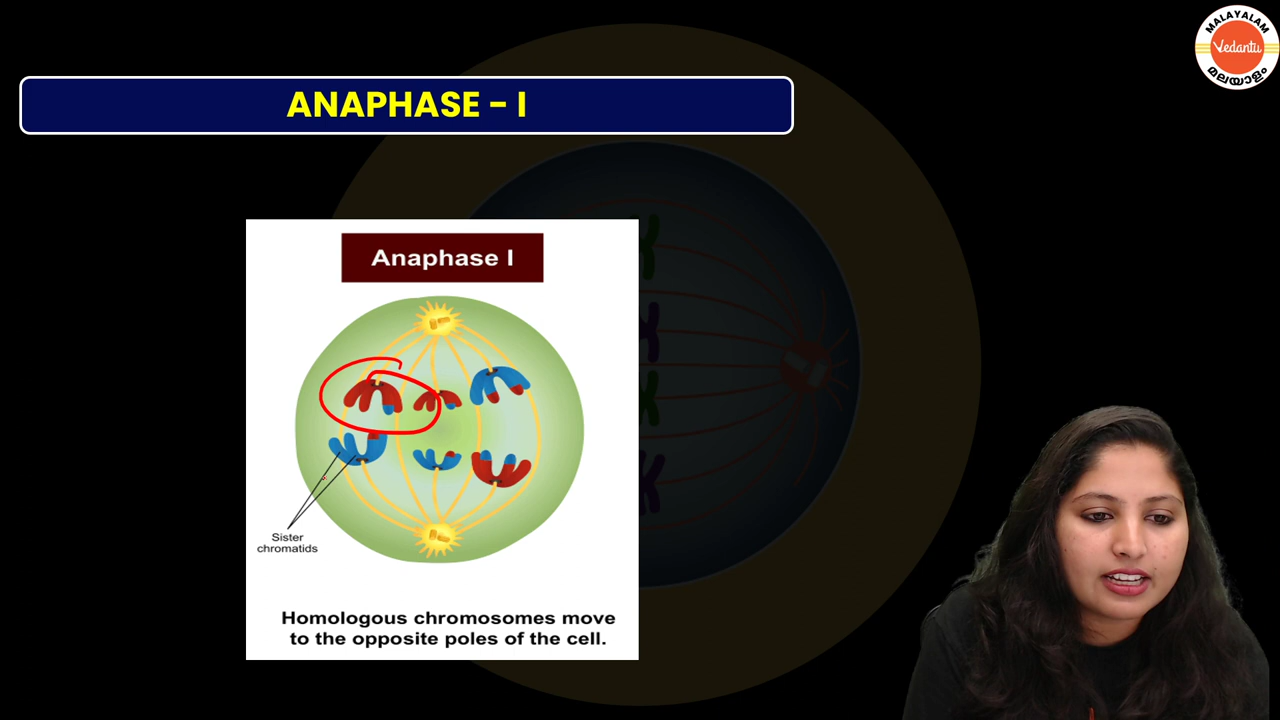 MALAYALAM
Vedantu
മലയാളം
ANAPHASE - I
Anaphase I
Sister
chromatids
Homologous chromosomes move
to the opposite poles of the cell.